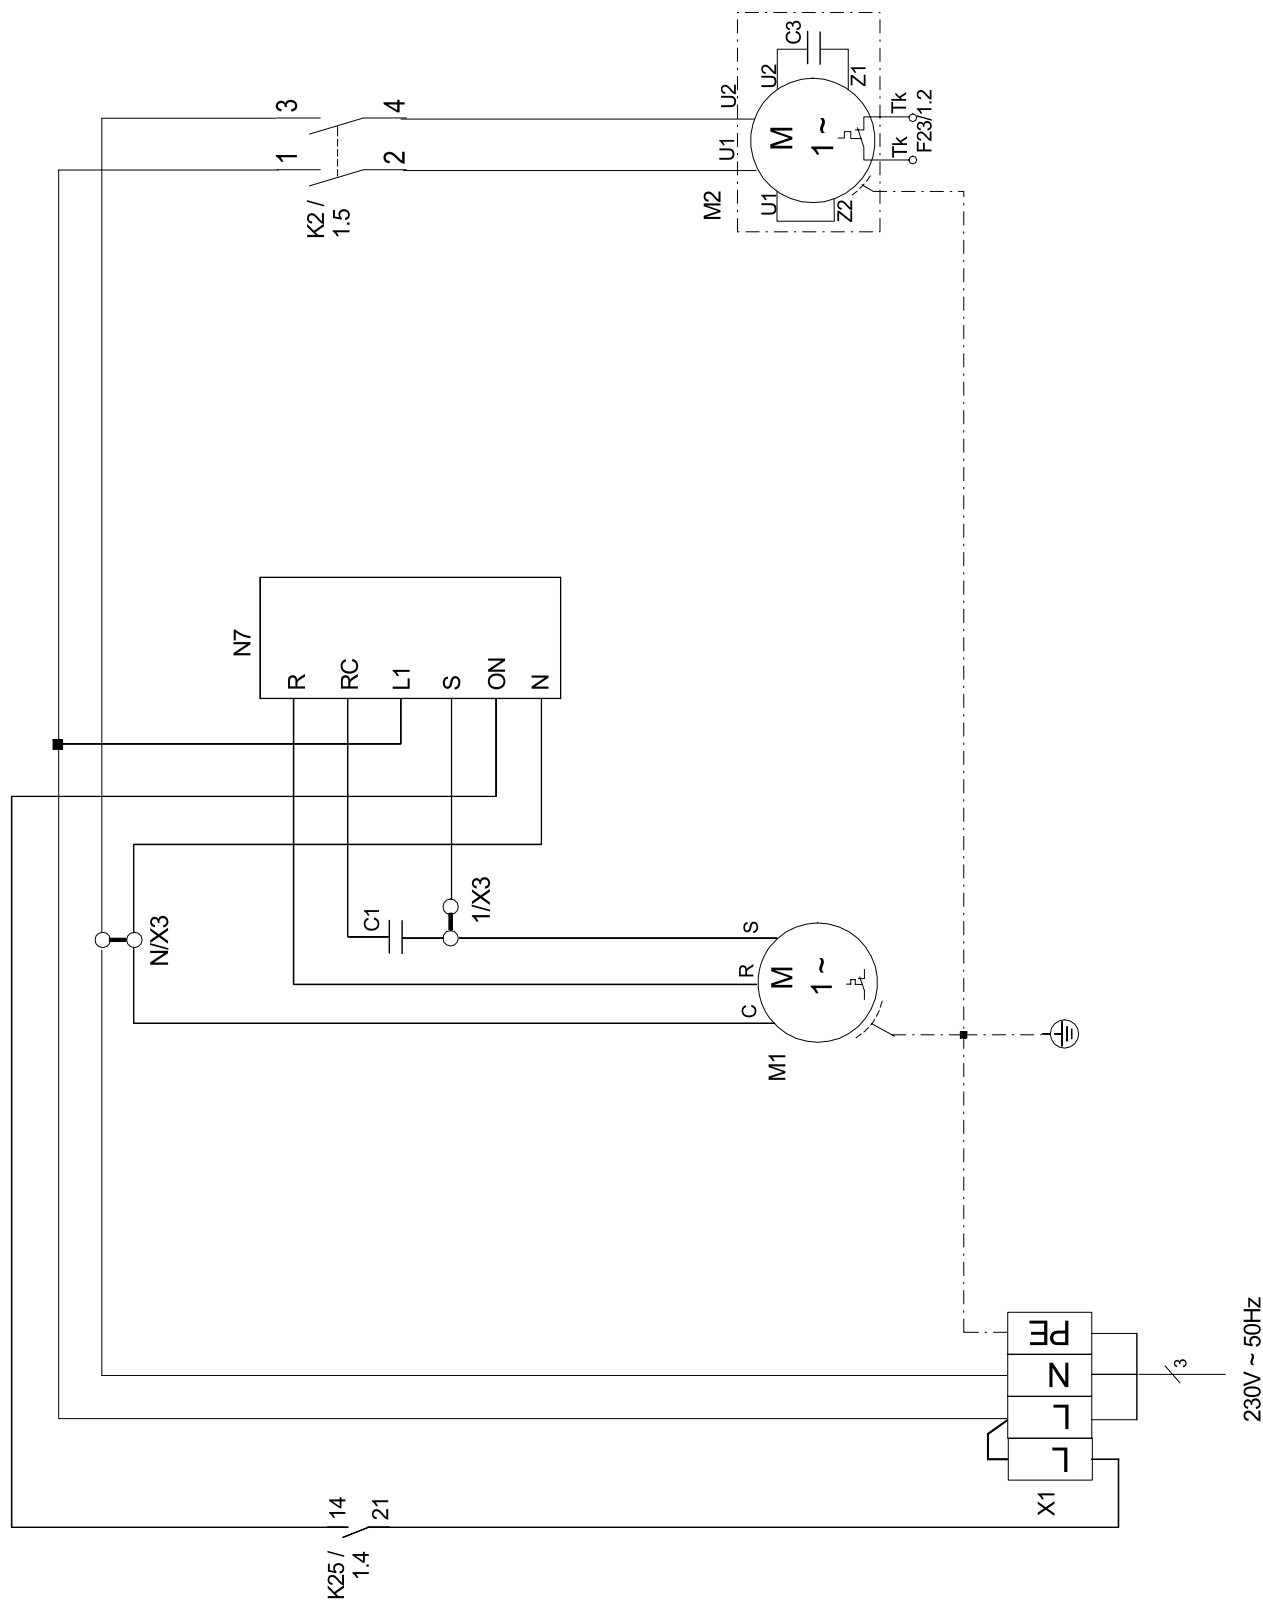 230V ~ 50Hz
3
X1
L
L
N
PE
K25 /
1.4
14
21
N/X3
C1
1/X3
M1
C
R
S
M
1 ~
N7
R
RC
L1
S
ON
N
K2 /
1.5
1
2
3
4
M2
U1
U2
U1
Z2
U2
Z1
C3
M
1 ~
Tk
Tk
F23/1.2